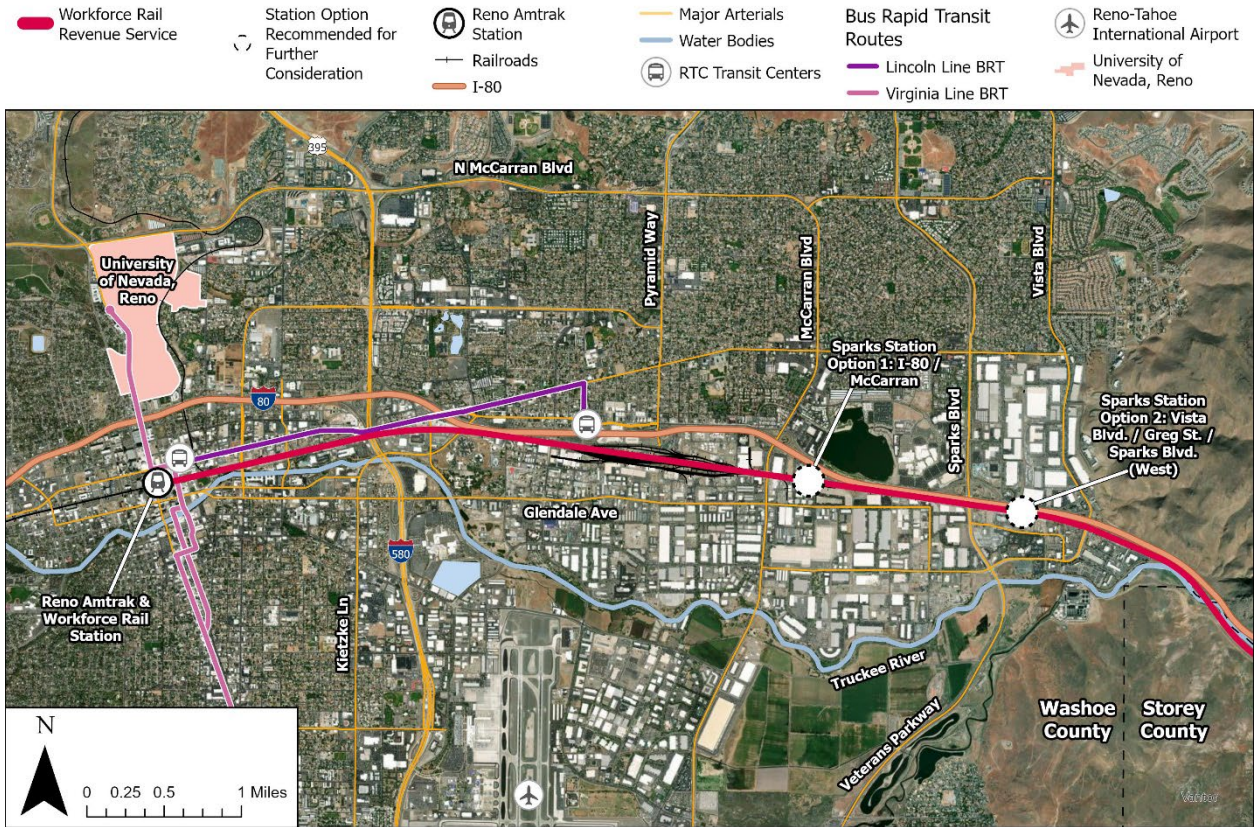 Workforce Rail
Revenue Service
Station Option
Recommended for
Further
Consideration
Reno Amtrak
Station
Railroads
I-80
Major Arterials
Water Bodies
RTC Transit Centers
Bus Rapid Transit
Routes
Lincoln Line BRT
Virginia Line BRT
Reno-Tahoe
International Airport
University of
Nevada, Reno
395
N McCarran Blvd
University
of Nevada,
Reno
Pyramid Way
McCarran Blvd
Vista Blvd
Sparks Station
Option 1: I-80 /
McCarran
80
Sparks Blvd
Sparks Station
Option 2: Vista
Blvd. / Greg St. /
Sparks Blvd.
(West)
Glendale Ave
580
Reno Amtrak &
Workforce Rail
Station
Kietzke Ln
Truckee River
Veterans Parkway
Washoe
County
Storey
County
N
0 0.25 0.5 1 Miles